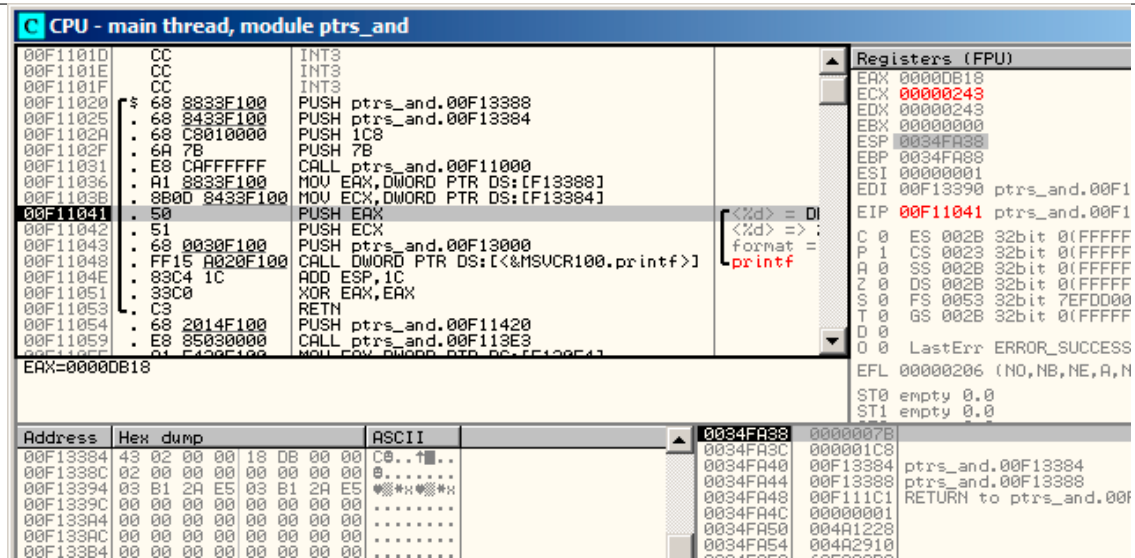 CPU - main thread, module ptrs_and
00F1101D CC INT3
00F1101E CC INT3
00F1101F CC INT3
00F11020 $ 68 8833F100 PUSH ptrs_and.00F13388
00F11025 . 68 8433F100 PUSH ptrs_and.00F13384
00F1102A . 68 C8010000 PUSH 1C8
00F1102F . 6A 7B PUSH 7B
00F11031 . E8 CAFFFFFF CALL ptrs_and.00F11000
00F11036 . A1 8833F100 MOV EAX,DWORD PTR DS:[F13388]
00F1103B . 8B0D 8433F100 MOV ECX,DWORD PTR DS:[F13384]
00F11041 . 50 PUSH EAX <%d> =
00F11042 . 51 PUSH ECX <%d> =>
00F11043 . 68 0030F100 PUSH ptrs_and.00F13000 format =
00F11048 . FF15 A020F100 CALL DWORD PTR DS:[<&MSVCR100.printf>] printf
00F1104E . 83C4 1C ADD ESP,1C
00F11051 . 33C0 XOR EAX,EAX
00F11053 . C3 RETN
00F11054 . 68 2014F100 PUSH ptrs_and.00F11420
00F11059 . E8 85030000 CALL ptrs_and.00F113E3
EAX=0000DB18
Registers (FPU)
EAX 0000DB18
ECX 00000243
EDX 00000243
EBX 00000000
ESP 0034FA38
EBP 0034FA88
ESI 00000001
EDI 00F13390 ptrs_and.00F1
EIP 00F11041 ptrs_and.00F1
C 0 ES 002B 32bit 0(FFFFF
P 1 CS 0023 32bit 0(FFFFF
A 0 SS 002B 32bit 0(FFFFF
Z 0 DS 002B 32bit 0(FFFFF
S 0 FS 0053 32bit 7EFDD00
T 0 GS 002B 32bit 0(FFFFF
D 0
O 0 LastErr ERROR_SUCCESS
EFL 00000206 (NO,NB,NE,A,N
ST0 empty 0.0
ST1 empty 0.0
Address Hex dump ASCII
00F13384 43 02 00 00 18 DB 00 00
00F1338C 02 00 00 00 00 00 00 00
00F13394 03 B1 2A E5 03 B1 2A E5
00F1339C 00 00 00 00 00 00 00 00 ........
00F133A4 00 00 00 00 00 00 00 00 ........
00F133AC 00 00 00 00 00 00 00 00 ........
00F133B4 00 00 00 00 00 00 00 00 ........
0034FA38 0000007B
0034FA3C 000001C8
0034FA40 00F13384 ptrs_and.00F13384
0034FA44 00F13388 ptrs_and.00F13388
0034FA48 00F111C1 RETURN to ptrs_and.00F
0034FA4C 00000001
0034FA50 004A1228
0034FA54 004A2910